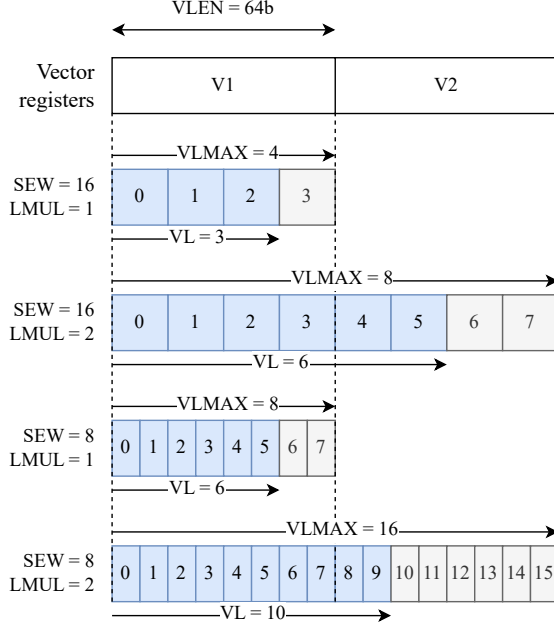 VLEN = 64b
Vector
registers
V1
V2
VLMAX = 4
SEW = 16
LMUL = 1
0 1 2 3
VL = 3
VLMAX = 8
SEW = 16
LMUL = 2
0 1 2 3 4 5 6 7
VL = 6
VLMAX = 8
SEW = 8
LMUL = 1
0 1 2 3 4 5 6 7
VL = 6
VLMAX = 16
SEW = 8
LMUL = 2
0 1 2 3 4 5 6 7 8 9 10 11 12 13 14 15
VL = 10